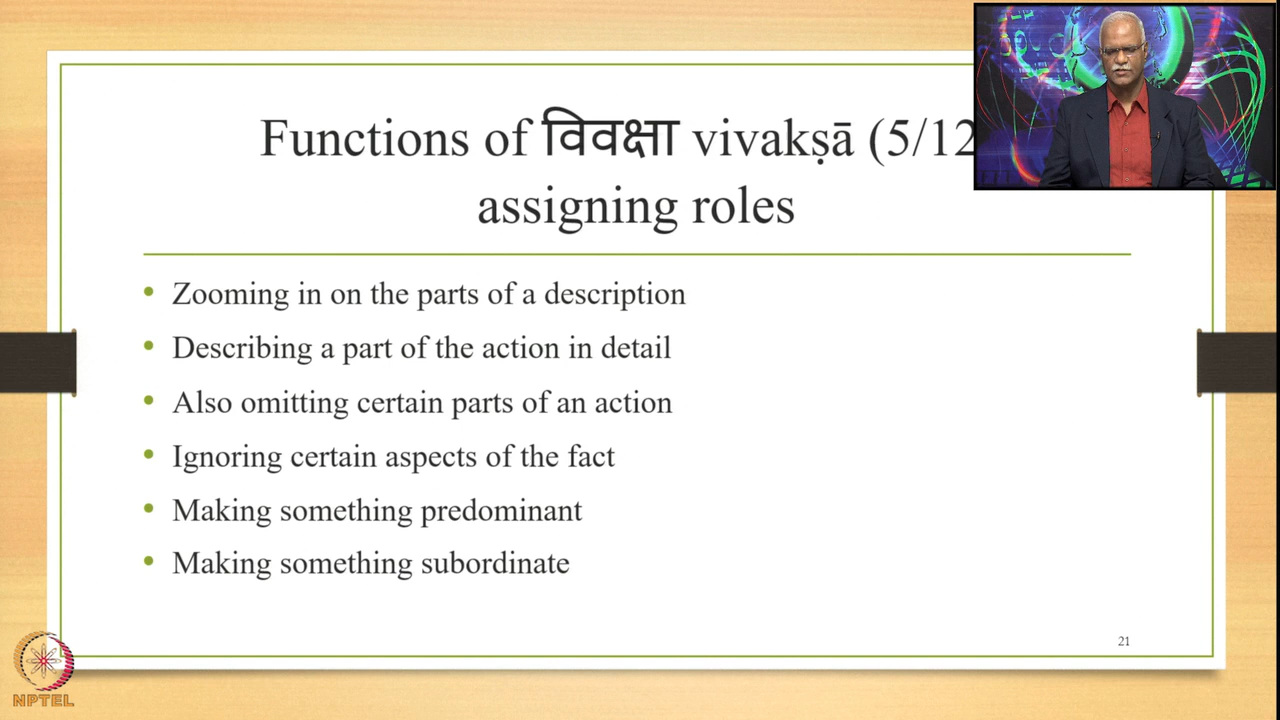 Functions of विवक्षा vivakṣā (5/12
assigning roles
• Zooming in on the parts of a description
• Describing a part of the action in detail
• Also omitting certain parts of an action
• Ignoring certain aspects of the fact
• Making something predominant
• Making something subordinate
21
NPTEL